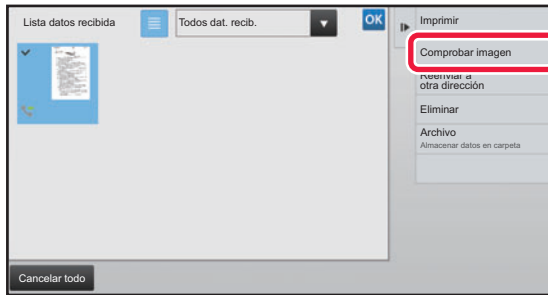 Lista datos recibida
Todos dat. recib.
OK
Imprimir
Comprobar imagen
Reenviar a
otra dirección
Eliminar
Archivo
Almacenar datos en carpeta
Cancelar todo